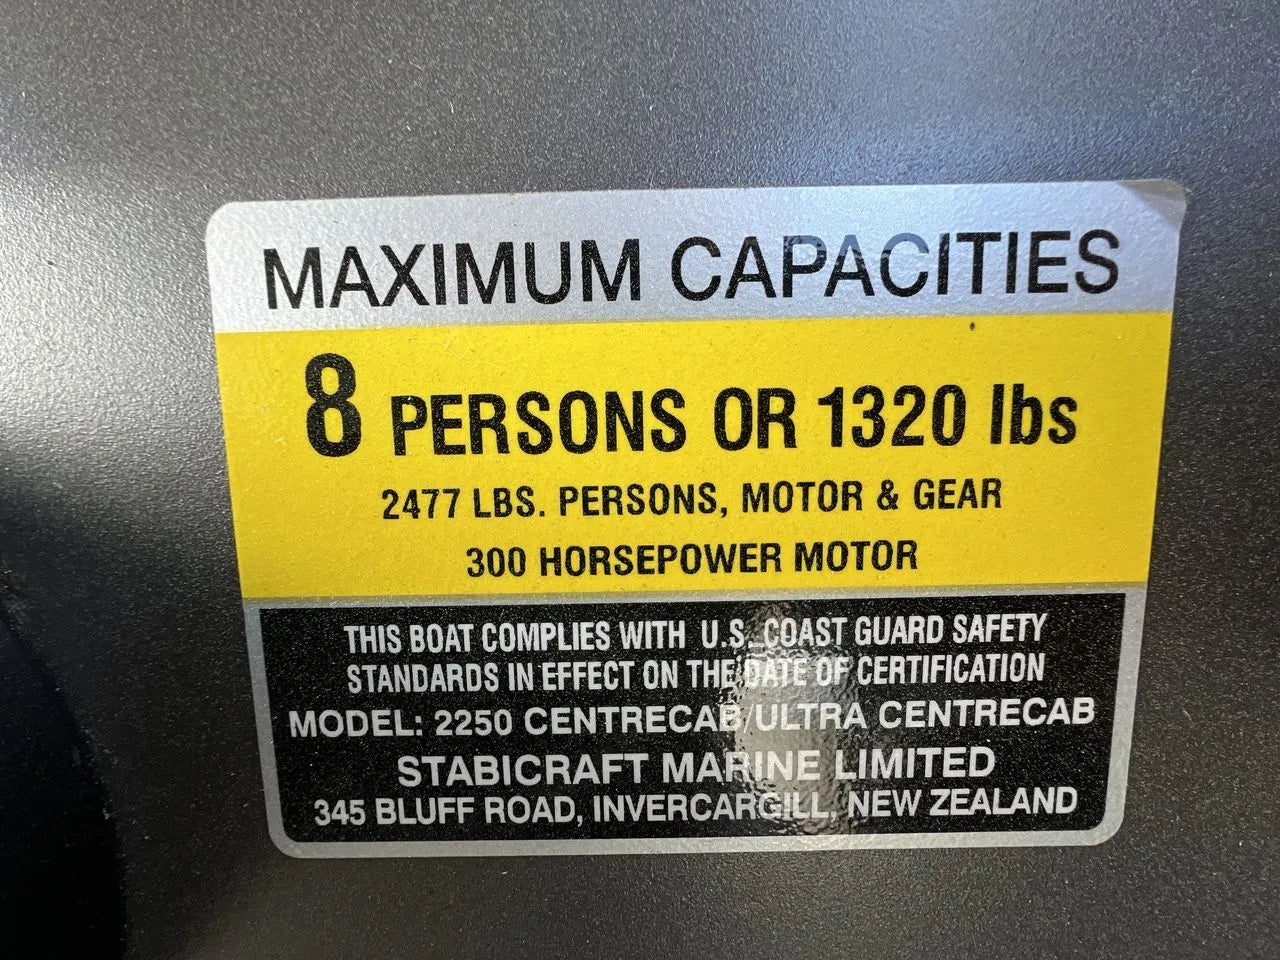 MAXIMUM CAPACITIES
8 PERSONS OR 1320 lbs
2477 LBS. PERSONS, MOTOR & GEAR
300 HORSEPOWER MOTOR
THIS BOAT COMPLIES WITH U.S. COAST GUARD SAFETY
STANDARDS IN EFFECT ON THE DATE OF CERTIFICATION
MODEL: 2250 CENTRECAB/ULTRA CENTRECAB
STABICRAFT MARINE LIMITED
345 BLUFF ROAD, INVERCARGILL, NEW ZEALAND